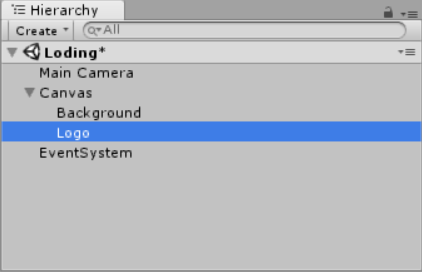 Hierarchy
Create All
Loding*
Main Camera
Canvas
Background
Logo
EventSystem